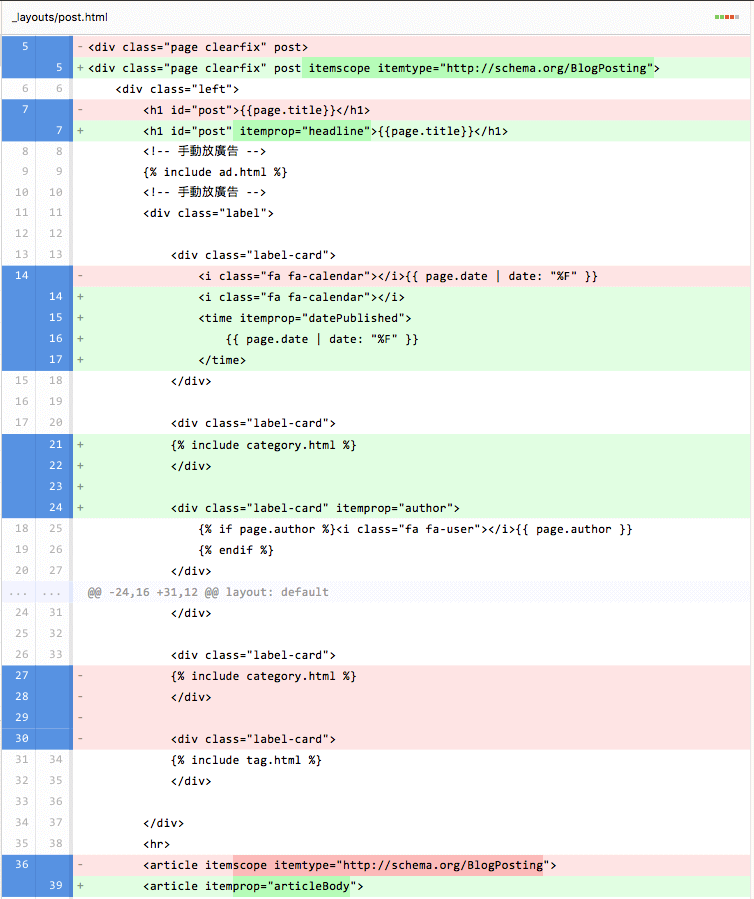 _layouts/post.html
5 - <div class="page clearfix" post>
5 + <div class="page clearfix" post itemscope itemtype="http://schema.org/BlogPosting">
6 6 <div class="left">
7 - <h1 id="post">{{page.title}}</h1>
7 + <h1 id="post" itemprop="headline">{{page.title}}</h1>
8 8 <!-- 手動放廣告 -->
9 9 {% include ad.html %}
10 10 <!-- 手動放廣告 -->
11 11 <div class="label">
12 12
13 13 <div class="label-card">
14 - <i class="fa fa-calendar"></i>{{ page.date | date: "%F" }}
14 + <i class="fa fa-calendar"></i>
15 + <time itemprop="datePublished">
16 + {{ page.date | date: "%F" }}
17 + </time>
15 18 </div>
16 19
17 20 <div class="label-card">
21 + {% include category.html %}
22 + </div>
23 +
24 + <div class="label-card" itemprop="author">
18 25 {% if page.author %}<i class="fa fa-user"></i>{{ page.author }}
19 26 {% endif %}
20 27 </div>
... ... @@ -24,16 +31,12 @@ layout: default
24 31 </div>
25 32
26 33 <div class="label-card">
27 - {% include category.html %}
28 - </div>
29 -
30 - <div class="label-card">
31 34 {% include tag.html %}
32 35 </div>
33 36
34 37 </div>
35 38 <hr>
36 - <article itemscope itemtype="http://schema.org/BlogPosting">
39 + <article itemprop="articleBody">